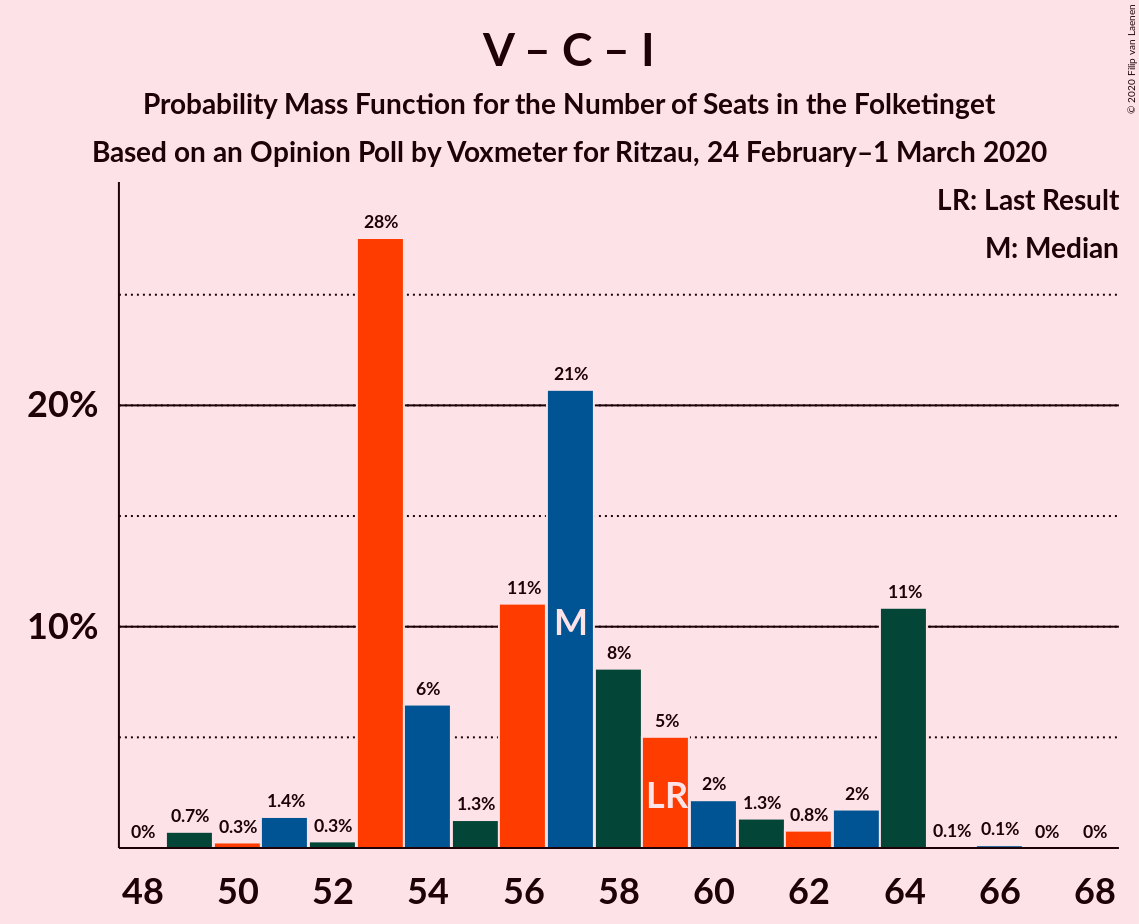 V – C – I
Probability Mass Function for the Number of Seats in the Folketinget
Based on an Opinion Poll by Voxmeter for Ritzau, 24 February–1 March 2020
© 2020 Filip van Laenen
LR: Last Result
M: Median
20%
10%
0%
0.7%
0.3%
1.4%
0.3%
28%
6%
1.3%
11%
21%
8%
5%
2%
1.3%
0.8%
2%
11%
0.1%
0.1%
0%
0%
M
LR
48 50 52 54 56 58 60 62 64 66 68